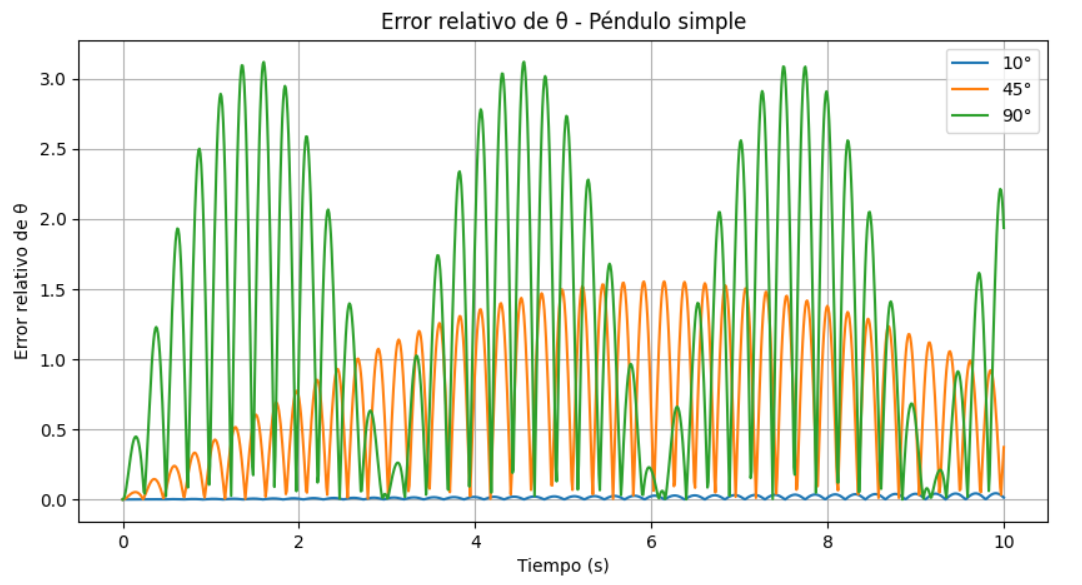 Error relativo de θ - Péndulo simple
Error relativo de θ
3.0
2.5
2.0
1.5
1.0
0.5
0.0
10°
45°
90°
0 2 4 6 8 10
Tiempo (s)